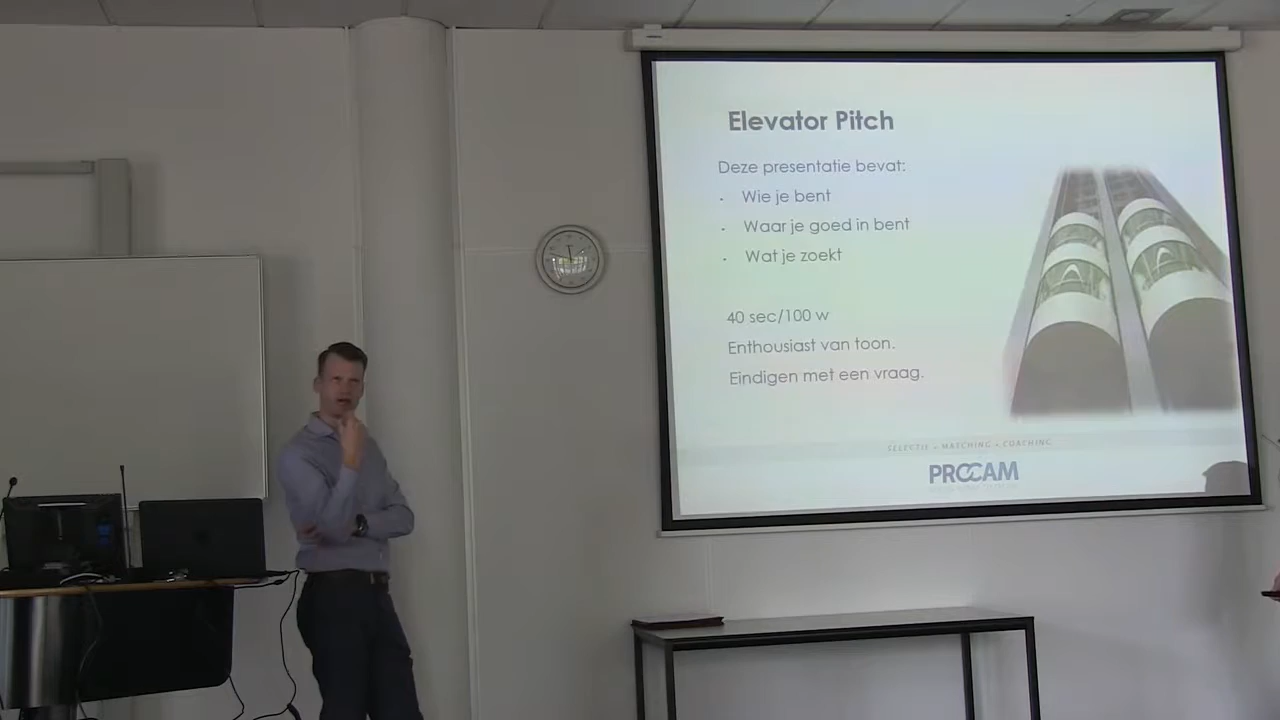 Elevator Pitch
Deze presentatie bevat:
• Wie je bent
• Waar je goed in bent
• Wat je zoekt
40 sec/100 w
Enthousiast van toon.
Eindigen met een vraag.
SELECTIE • MATCHING • COACHING
PROCAM